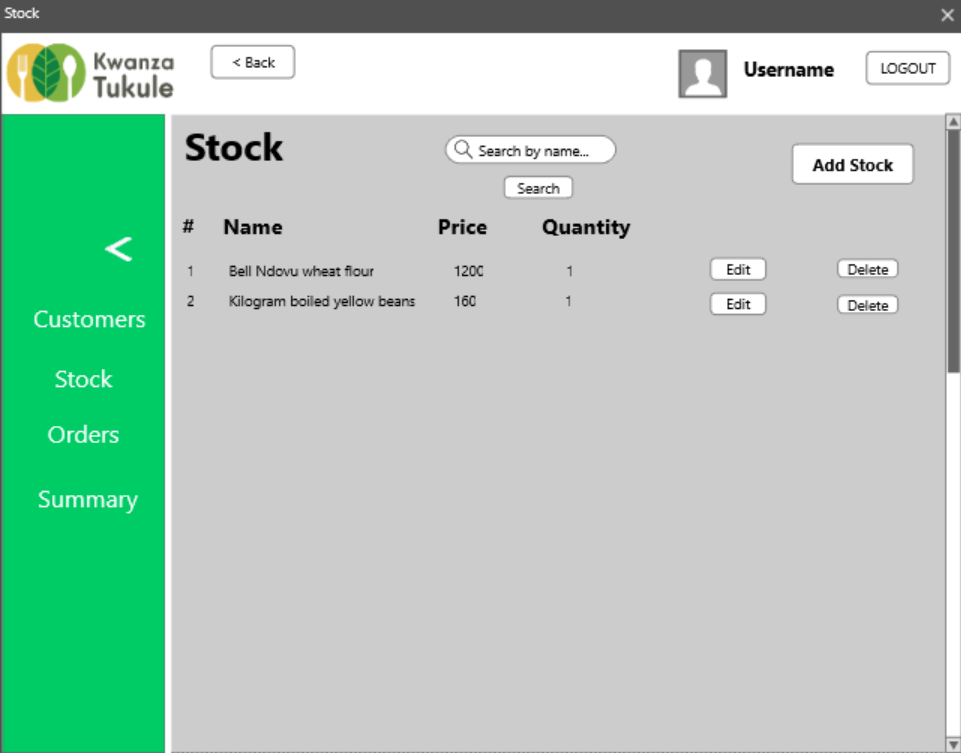 Stock
Kwanza
Tukule
< Back
Username
LOGOUT
Stock
Search by name...
Search
Add Stock
# Name Price Quantity
1 Bell Ndovu wheat flour 1200 1 Edit Delete
2 Kilogram boiled yellow beans 160 1 Edit Delete
<
Customers
Stock
Orders
Summary